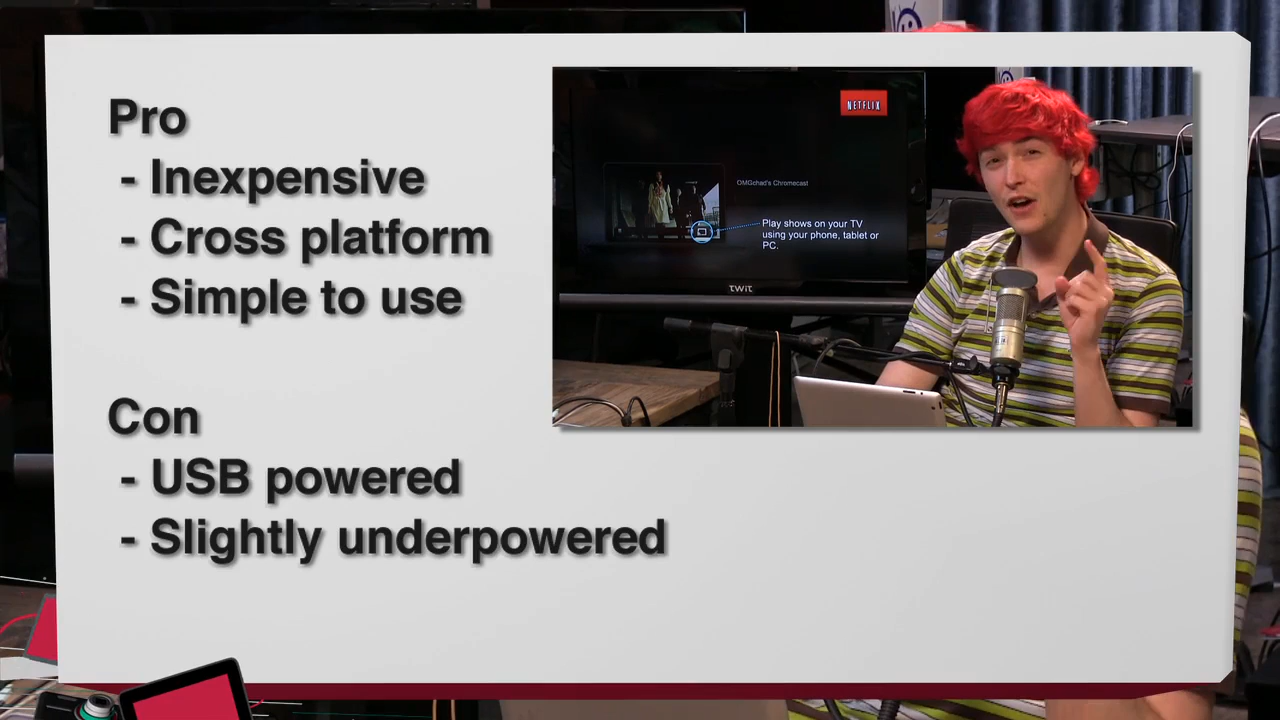 Pro
- Inexpensive
- Cross platform
- Simple to use
Con
- USB powered
- Slightly underpowered
NETFLIX
OMGchad's Chromecast
Play shows on your TV
using your phone, tablet or
PC.
TWiT